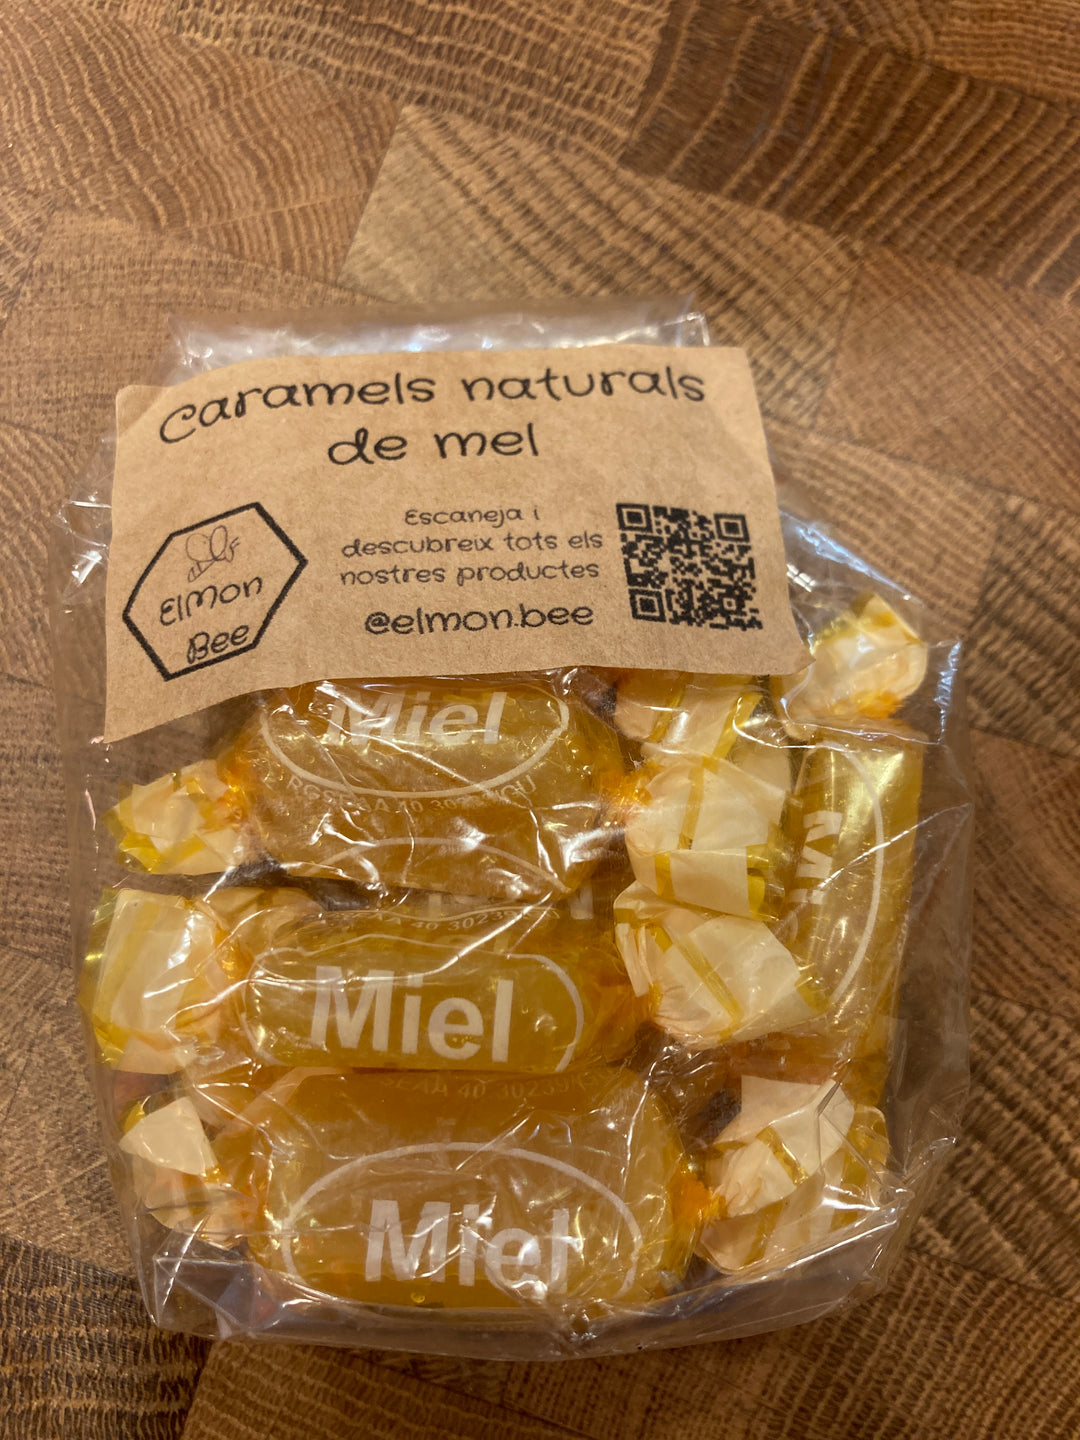 Caramels naturals
de mel
ElMon
Bee
Escaneja i
descubreix tots els
nostres productes
@elmon.bee
Miel
Miel
Miel